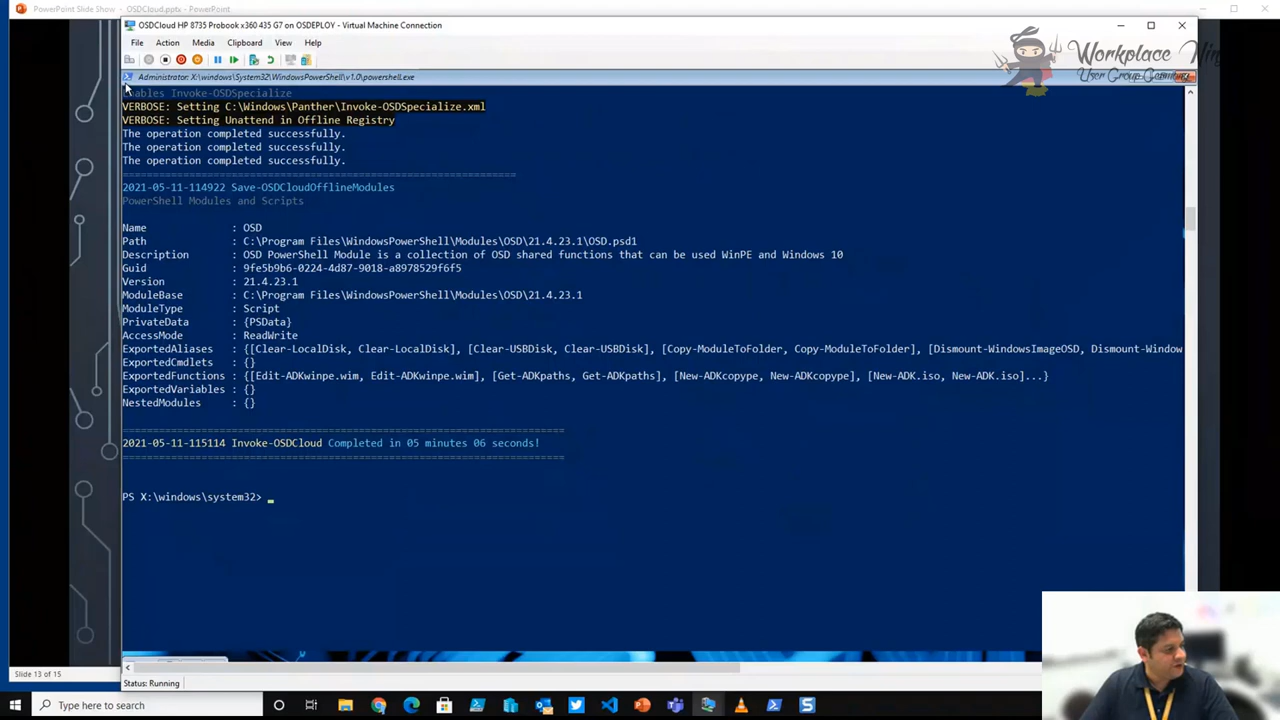 PowerPoint Slide Show - OSDCloud.pptx - PowerPoint
OSDCloud HP 8735 Probook x360 435 G7 on OSDEPLOY - Virtual Machine Connection
File Action Media Clipboard View Help
Workplace
User Group Germany
Administrator: X:\windows\System32\WindowsPowerShell\v1.0\powershell.exe
Enables Invoke-OSDSpecialize
VERBOSE: Setting C:\Windows\Panther\Invoke-OSDSpecialize.xml
VERBOSE: Setting Unattend in Offline Registry
The operation completed successfully.
The operation completed successfully.
The operation completed successfully.
================================================================
2021-05-11-114922 Save-OSDCloudOfflineModules
PowerShell Modules and Scripts
Name : OSD
Path : C:\Program Files\WindowsPowerShell\Modules\OSD\21.4.23.1\OSD.psd1
Description : OSD PowerShell Module is a collection of OSD shared functions that can be used WinPE and Windows 10
Guid : 9fe5b9b6-0224-4d87-9018-a8978529f6f5
Version : 21.4.23.1
ModuleBase : C:\Program Files\WindowsPowerShell\Modules\OSD\21.4.23.1
ModuleType : Script
PrivateData : {PSData}
AccessMode : ReadWrite
ExportedAliases : {[Clear-LocalDisk, Clear-LocalDisk], [Clear-USBDisk, Clear-USBDisk], [Copy-ModuleToFolder, Copy-ModuleToFolder], [Dismount-WindowsImageOSD, Dismount-Window
ExportedCmdlets : {}
ExportedFunctions : {[Edit-ADKwinpe.wim, Edit-ADKwinpe.wim], [Get-ADKpaths, Get-ADKpaths], [New-ADKcopype, New-ADKcopype], [New-ADK.iso, New-ADK.iso]...}
ExportedVariables : {}
NestedModules : {}
================================================================
2021-05-11-115114 Invoke-OSDCloud Completed in 05 minutes 06 seconds!
================================================================
PS X:\windows\system32> _
Slide 13 of 15
Status: Running
Type here to search